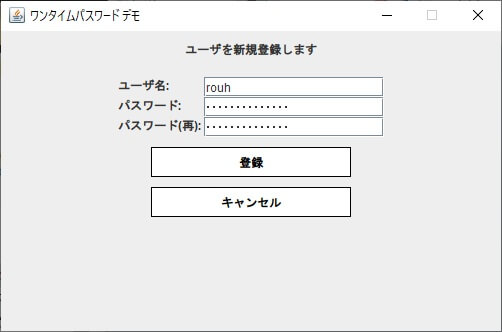 ワンタイムパスワードデモ
ユーザを新規登録します
ユーザ名: rouh
パスワード: ••••••••••••••
パスワード(再): ••••••••••••••
登録
キャンセル